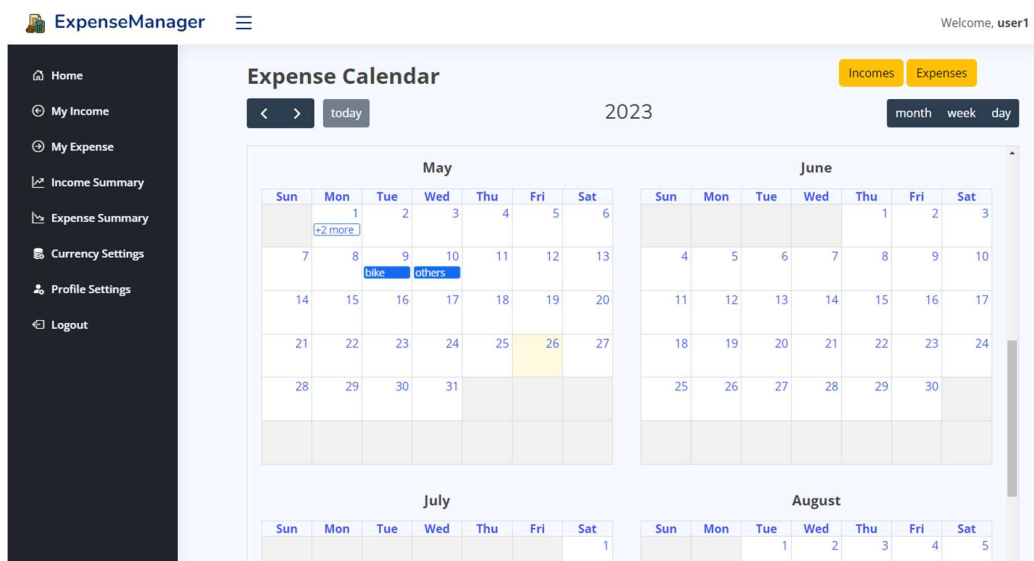 ExpenseManager
Welcome, user1
Home
My Income
My Expense
Income Summary
Expense Summary
Currency Settings
Profile Settings
Logout
Expense Calendar
Incomes Expenses
today
2023
month week day
May
Sun Mon Tue Wed Thu Fri Sat
1 2 3 4 5 6
+2 more
7 8 9 10 11 12 13
bike others
14 15 16 17 18 19 20
21 22 23 24 25 26 27
28 29 30 31
June
Sun Mon Tue Wed Thu Fri Sat
1 2 3
4 5 6 7 8 9 10
11 12 13 14 15 16 17
18 19 20 21 22 23 24
25 26 27 28 29 30
July
Sun Mon Tue Wed Thu Fri Sat
1
August
Sun Mon Tue Wed Thu Fri Sat
1 2 3 4 5